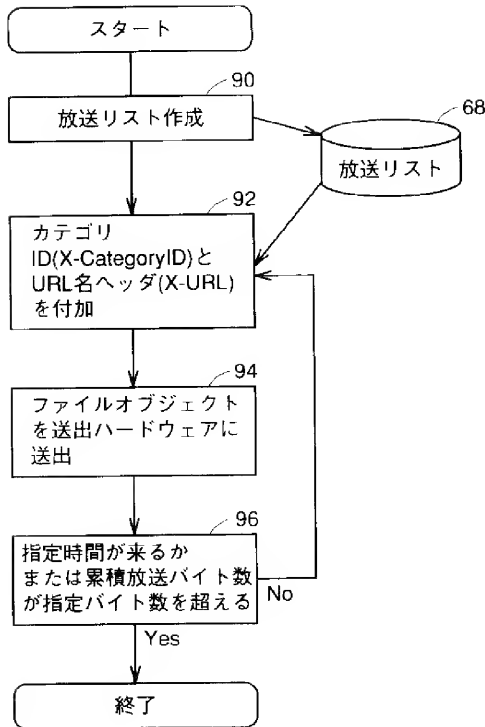 スタート
90
放送リスト作成
68
放送リスト
92
カテゴリ
ID(X-CategoryID)と
URL名ヘッダ(X-URL)
を付加
94
ファイルオブジェクト
を送出ハードウェアに
送出
96
指定時間が来るか
または累積放送バイト数
が指定バイト数を超える
No
Yes
終了